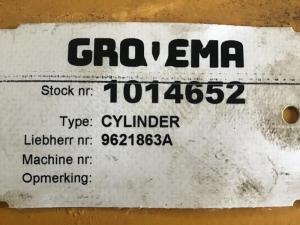 GROVEMA
Stock nr: 1014652
Type: CYLINDER
Liebherr nr: 9621863A
Machine nr:
Opmerking: